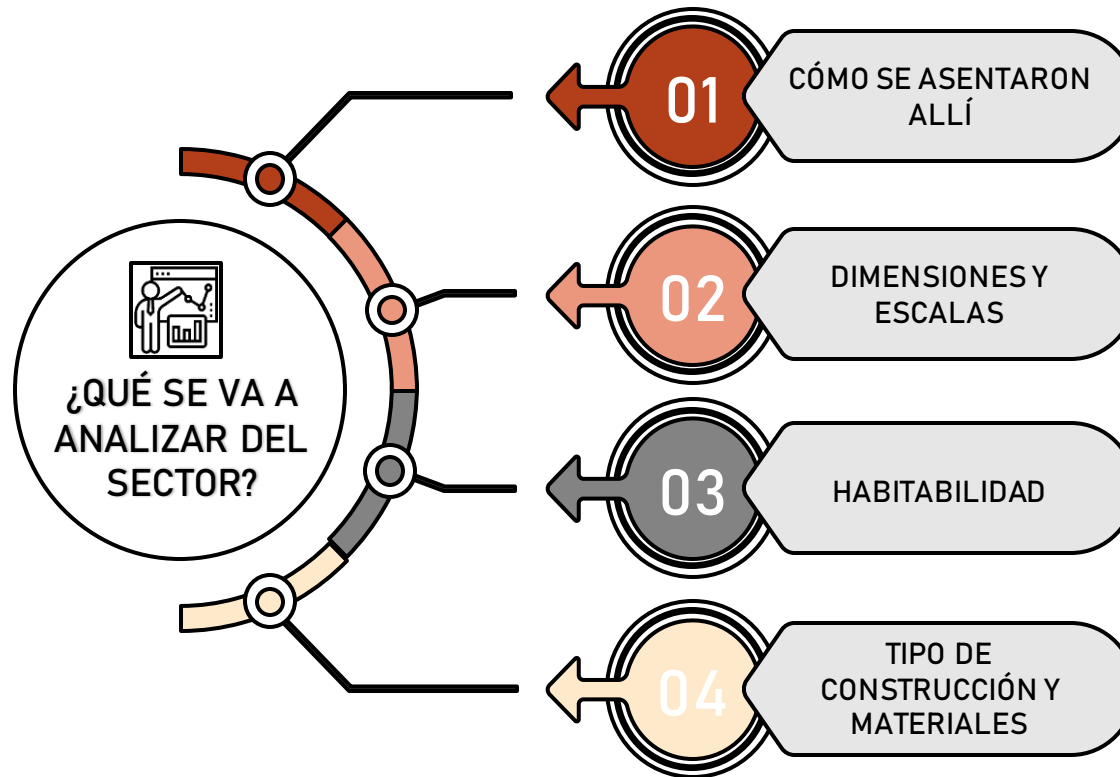 ¿QUÉ SE VA A
ANALIZAR DEL
SECTOR?
01
CÓMO SE ASENTARON
ALLÍ
02
DIMENSIONES Y
ESCALAS
03
HABITABILIDAD
04
TIPO DE
CONSTRUCCIÓN Y
MATERIALES